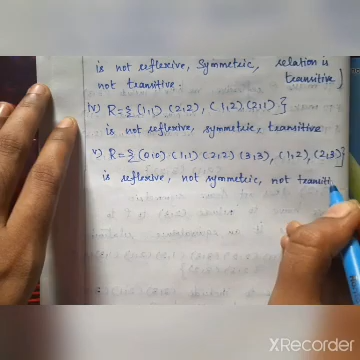 is not reflexive, Symmetric, relation is
not transitive. transitive)
iv) R={ (1,1), (2,2), (1,2), (2,1) }
is not reflexive, symmetric, transitive
v) R={ (0,0) (1,1) (2,2) (3,3), (1,2), (2,3)}
is reflexive, not symmetric, not transiti
XRecorder